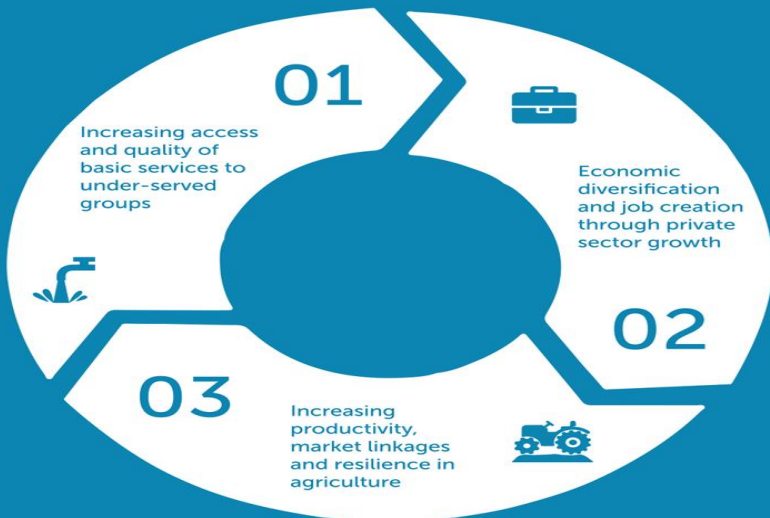 01
Increasing access
and quality of
basic services to
under-served
groups
Economic
diversification
and job creation
through private
sector growth
02
03
Increasing
productivity,
market linkages
and resilience in
agriculture